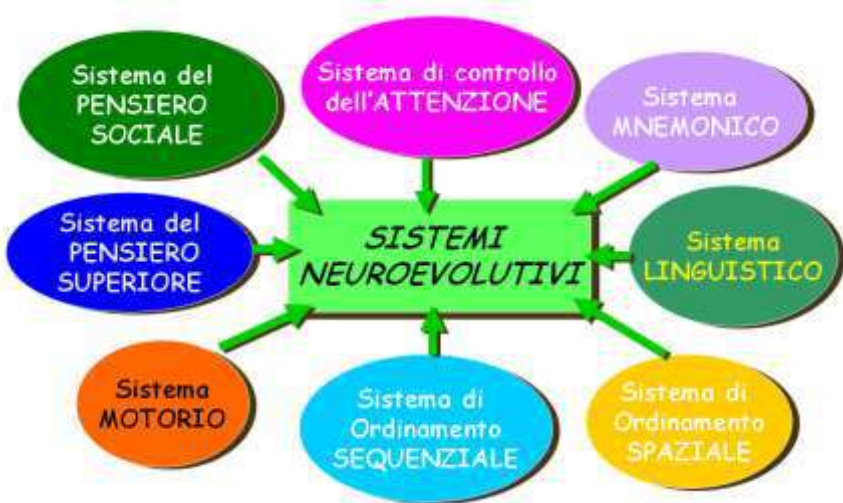 Sistema del
PENSIERO
SOCIALE
Sistema di controllo
dell'ATTENZIONE
Sistema
MNEMONICO
Sistema del
PENSIERO
SUPERIORE
SISTEMI
NEUROEVOLUTIVI
Sistema
LINGUISTICO
Sistema
MOTORIO
Sistema di
Ordinamento
SEQUENZIALE
Sistema di
Ordinamento
SPAZIALE